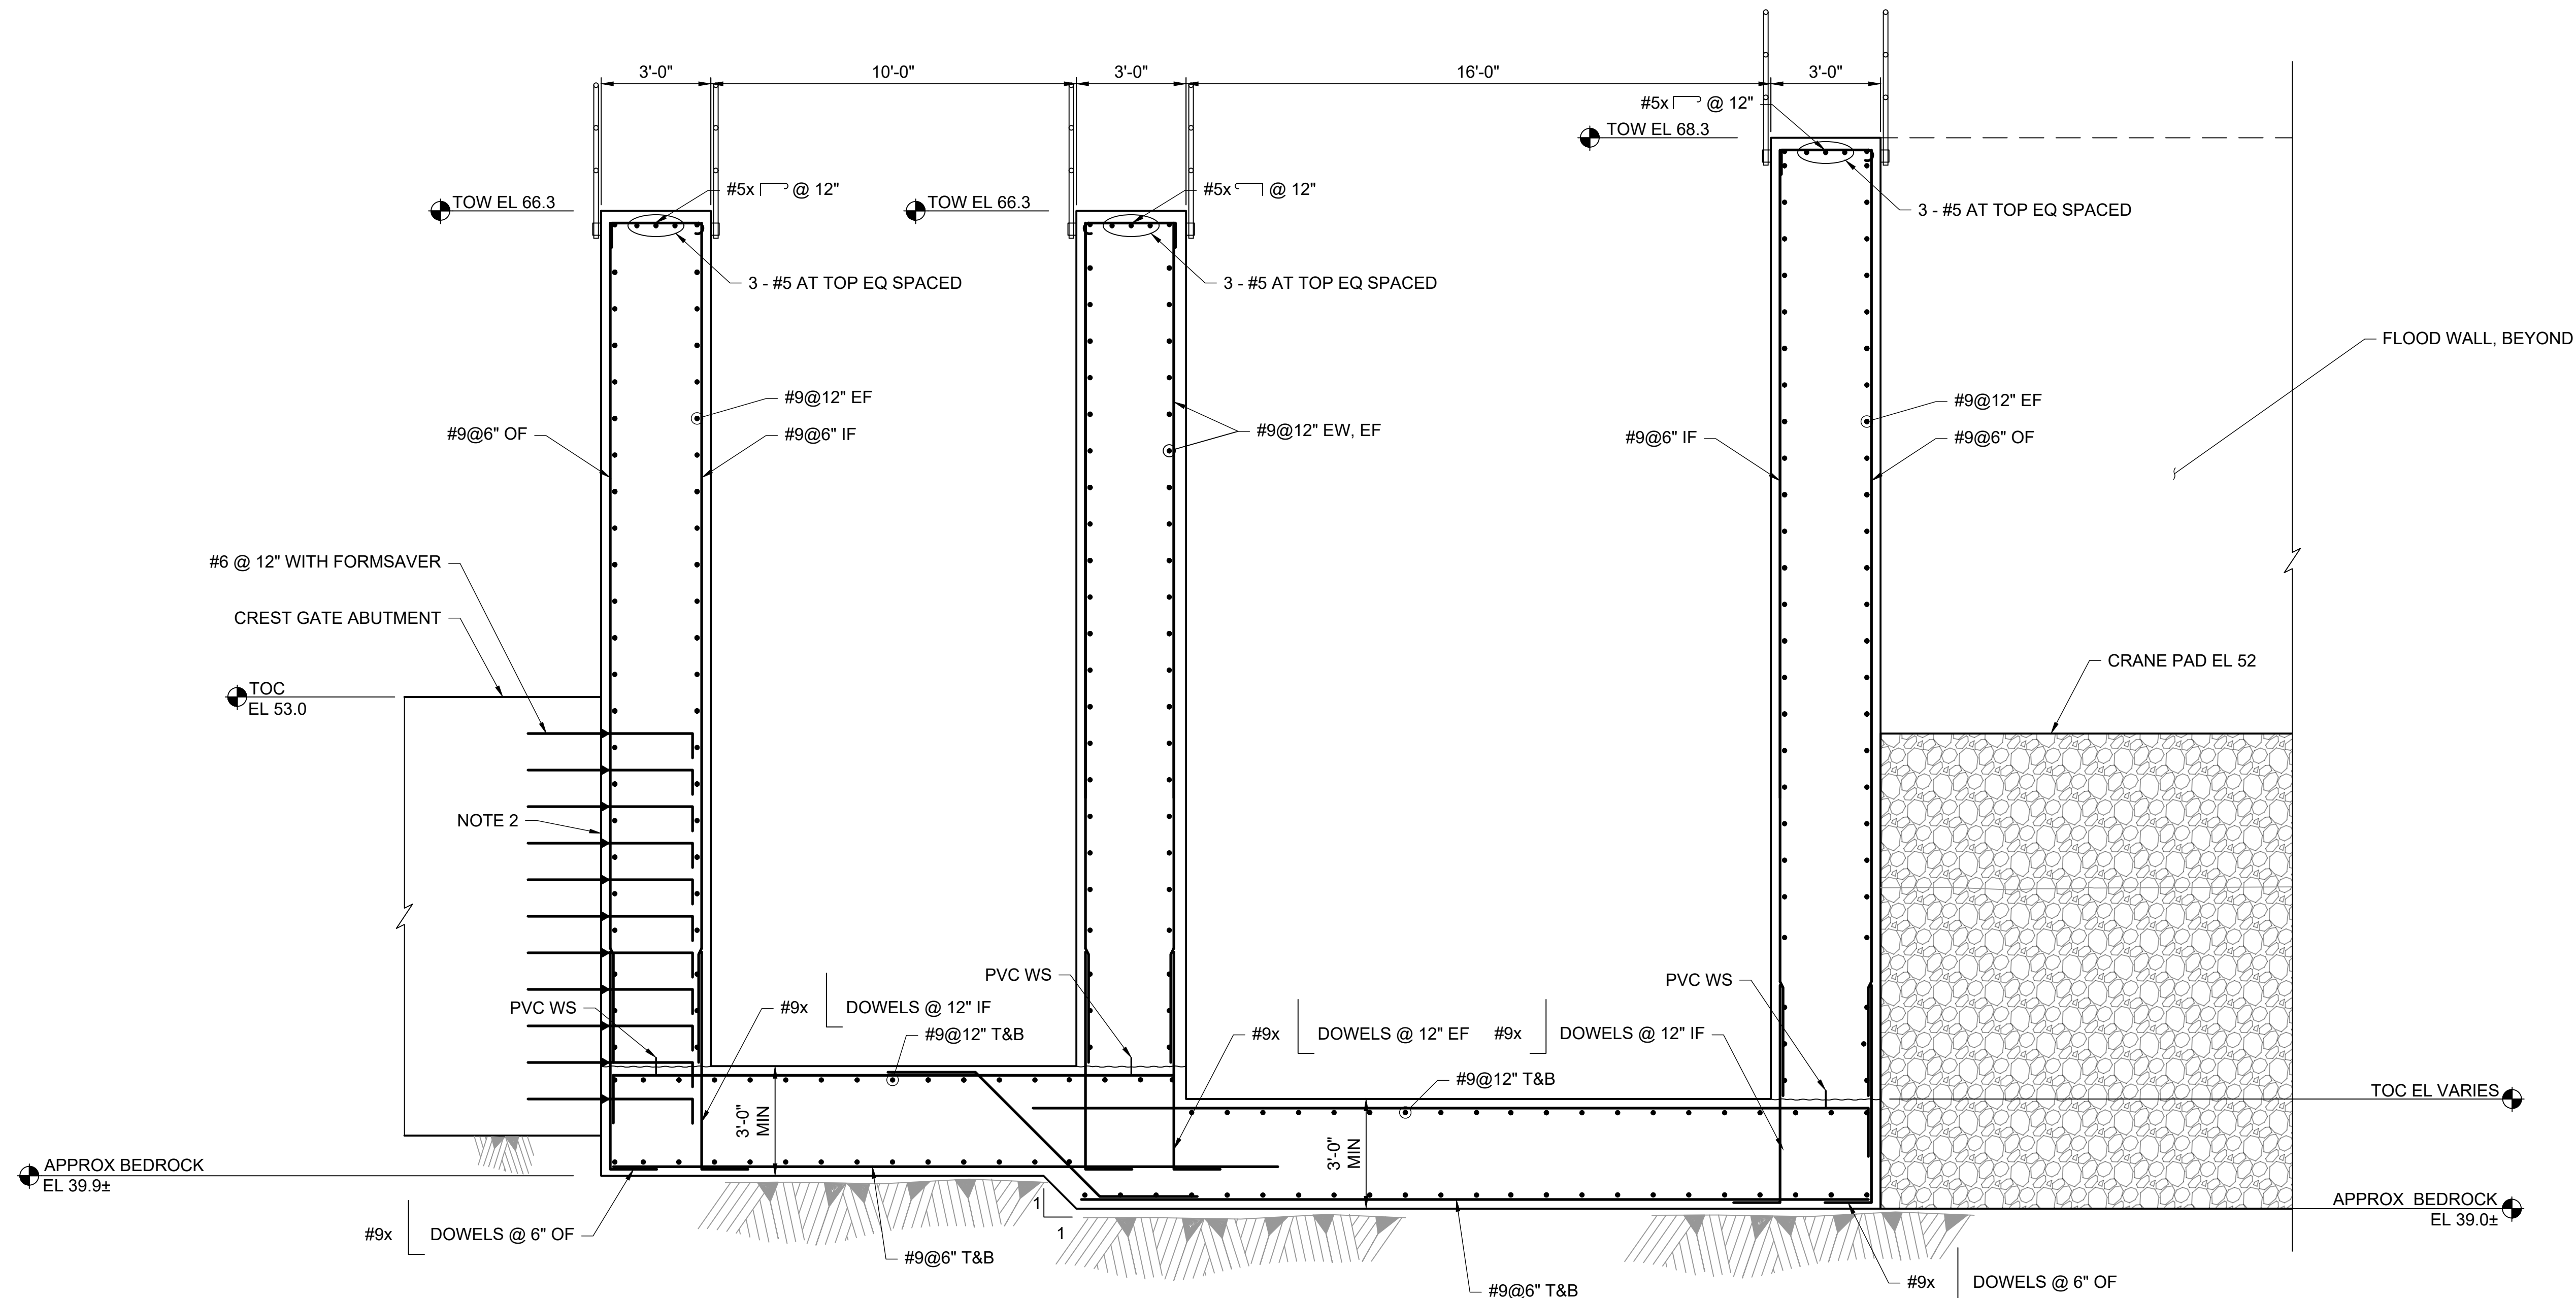 3'-0"
10'-0"
3'-0"
16'-0"
3'-0"
#5x @ 12"
TOW EL 68.3
#5x @ 12"
#5x @ 12"
TOW EL 66.3
TOW EL 66.3
3 - #5 AT TOP EQ SPACED
3 - #5 AT TOP EQ SPACED
3 - #5 AT TOP EQ SPACED
FLOOD WALL, BEYOND
#9@12" EF
#9@6" OF
#9@6" IF
#9@12" EW, EF
#9@12" EF
#9@6" IF
#9@6" OF
#6 @ 12" WITH FORMSAVER
CREST GATE ABUTMENT
CRANE PAD EL 52
TOC
EL 53.0
NOTE 2
PVC WS
PVC WS
PVC WS
#9x DOWELS @ 12" IF
#9@12" T&B
#9x DOWELS @ 12" EF
#9x DOWELS @ 12" IF
#9@12" T&B
TOC EL VARIES
3'-0"
MIN
3'-0"
MIN
APPROX BEDROCK
EL 39.9±
APPROX BEDROCK
EL 39.0±
1
1
#9x DOWELS @ 6" OF
#9@6" T&B
#9@6" T&B
#9x DOWELS @ 6" OF